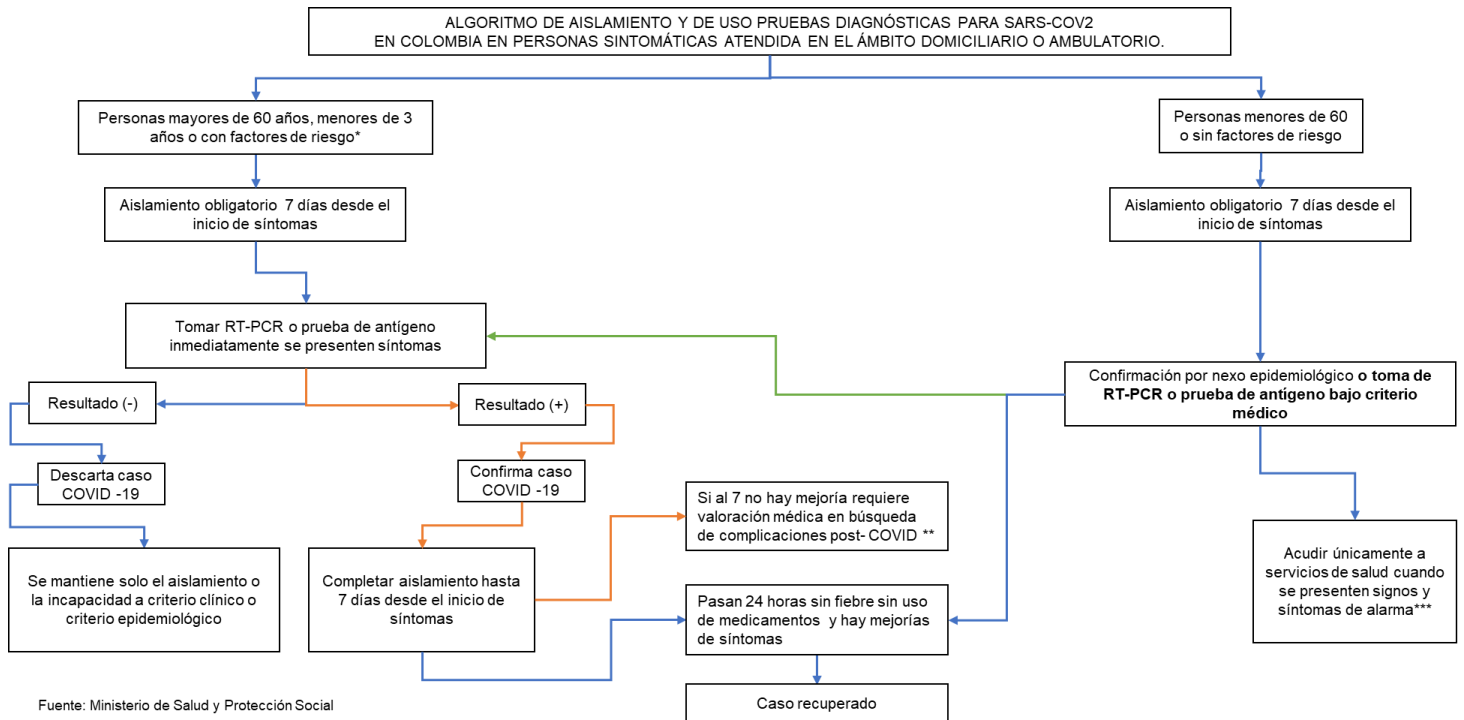 ALGORITMO DE AISLAMIENTO Y DE USO PRUEBAS DIAGNÓSTICAS PARA SARS-COV2
EN COLOMBIA EN PERSONAS SINTOMÁTICAS ATENDIDA EN EL ÁMBITO DOMICILIARIO O AMBULATORIO.
Personas mayores de 60 años, menores de 3
años o con factores de riesgo*
Personas menores de 60
o sin factores de riesgo
Aislamiento obligatorio 7 días desde el
inicio de síntomas
Aislamiento obligatorio 7 días desde el
inicio de síntomas
Tomar RT-PCR o prueba de antígeno
inmediatamente se presenten síntomas
Confirmación por nexo epidemiológico o toma de
RT-PCR o prueba de antígeno bajo criterio
médico
Resultado (-)
Resultado (+)
Descarta caso
COVID -19
Confirma caso
COVID -19
Si al 7 no hay mejoría requiere
valoración médica en búsqueda
de complicaciones post- COVID **
Se mantiene solo el aislamiento o
la incapacidad a criterio clínico o
criterio epidemiológico
Completar aislamiento hasta
7 días desde el inicio de
síntomas
Pasan 24 horas sin fiebre sin uso
de medicamentos y hay mejorías
de síntomas
Acudir únicamente a
servicios de salud cuando
se presenten signos y
síntomas de alarma***
Caso recuperado
Fuente: Ministerio de Salud y Protección Social